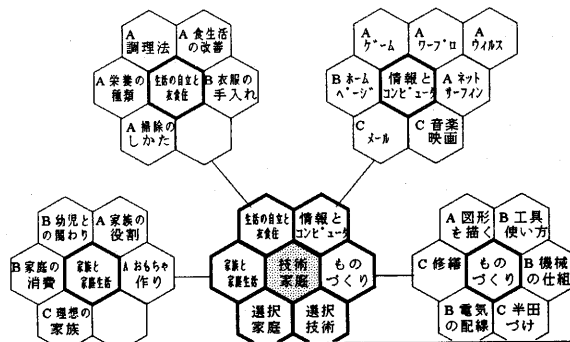 A 調理法
A 食生活の改善
A 栄養の種類
生活の自立と衣食住
B 衣服の手入れ
A 掃除のしかた
A ゲーム
A ワープロ
A ウィルス
B ホームページ
情報とコンピュータ
A ネットサーフィン
C メール
C 音楽映画
B 幼児との関わり
A 家族の役割
B 家庭の消費
家族と家庭生活
A おもちゃ作り
C 理想の家族
生活の自立と衣食住
情報とコンピュータ
家族と家庭生活
技術家庭
ものづくり
選択家庭
選択技術
A 図形を描く
B 工具使い方
C 修繕
ものづくり
B 機械の仕組
B 電気の配線
C 半田づけ